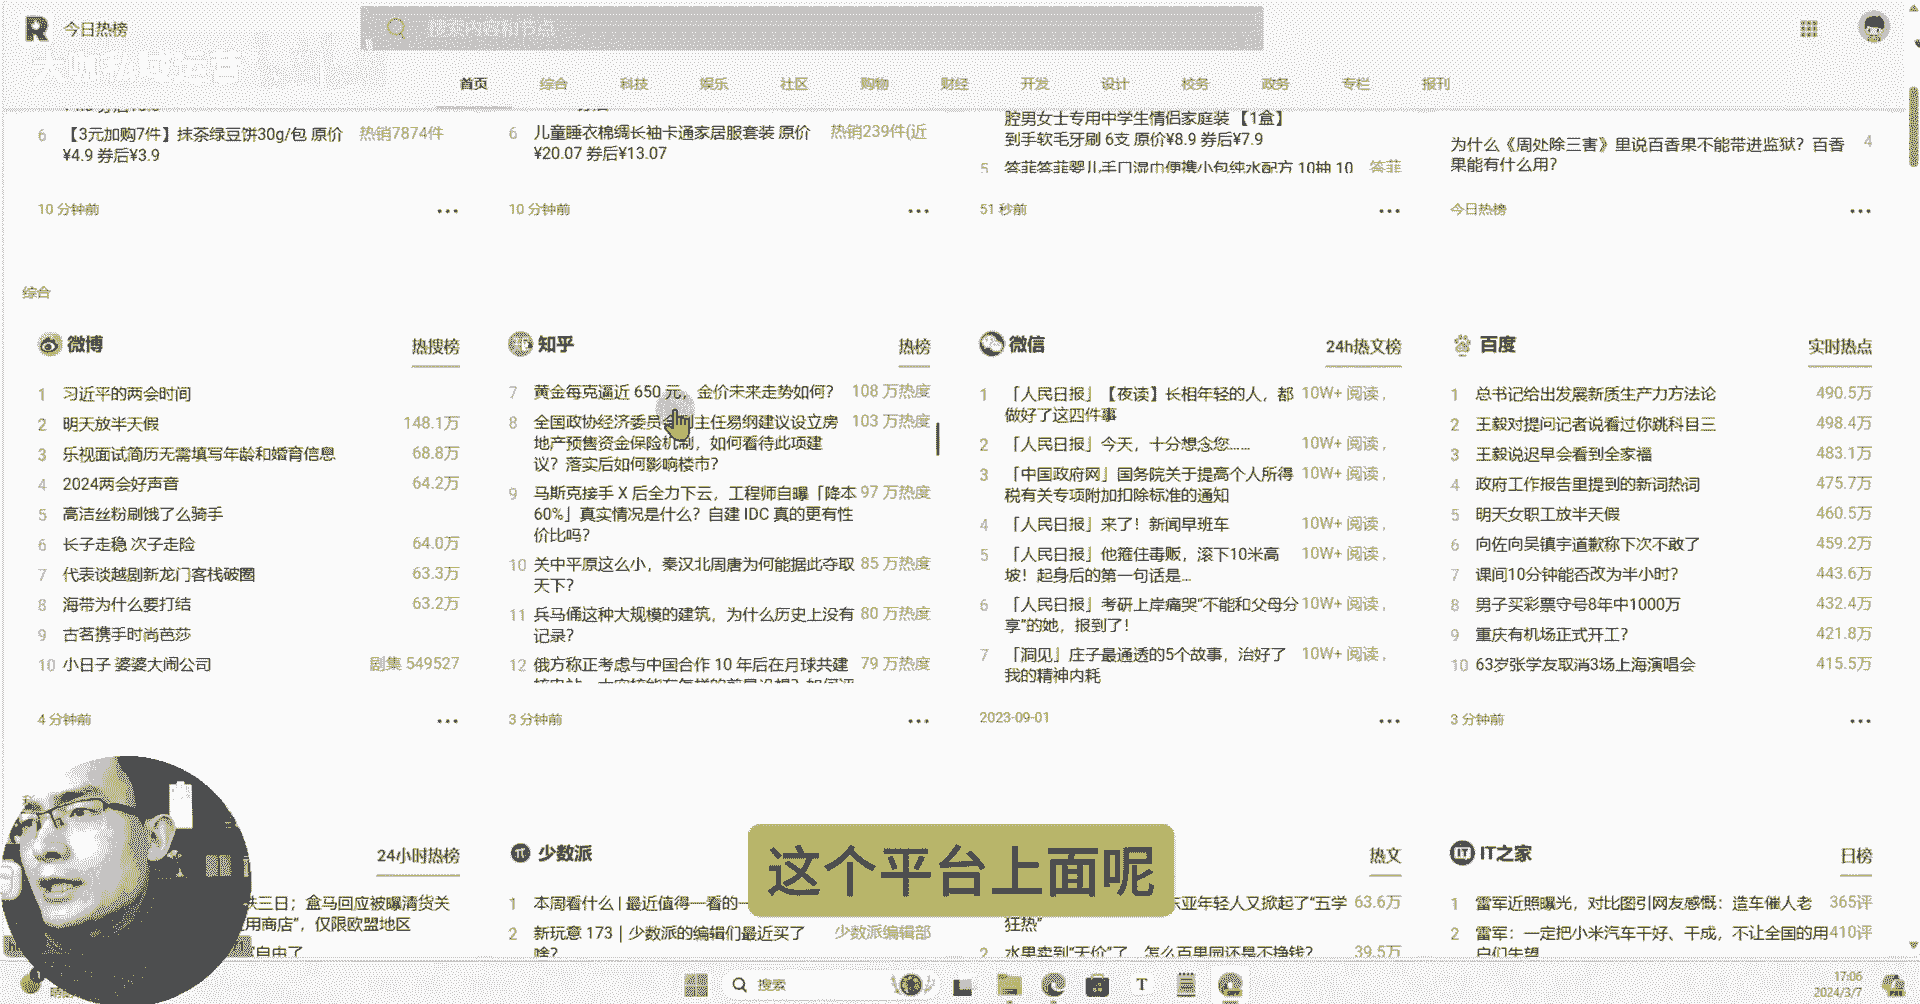 今日热榜
搜索内容和节点
大咖私域运营
首页 综合 科技 娱乐 社区 购物 财经 开发 设计 校务 政务 专栏 报刊
6 【3元加购7件】抹茶绿豆饼30g/包 原价 热销7874件
¥4.9 券后¥3.9
10 分钟前
6 儿童睡衣棉绸长袖卡通家居服套装 原价 热销239件(近
¥20.07 券后¥13.07
10 分钟前
腔男女士专用中学生情侣家庭装 【1盒】
到手软毛牙刷 6支 原价¥8.9 券后¥7.9
5 答菲答菲婴儿手口湿巾便携小包纯水配方 10抽 10 答菲
51 秒前
为什么《周处除三害》里说百香果不能带进监狱？百香 4
果能有什么用？
今日热榜
综合
微博 热搜榜
1 习近平的两会时间
2 明天放半天假 148.1万
3 乐视面试简历无需填写年龄和婚育信息 68.8万
4 2024两会好声音 64.2万
5 高洁丝粉刷饿了么骑手
6 长子走稳 次子走险 64.0万
7 代表谈越剧新龙门客栈破圈 63.3万
8 海带为什么要打结 63.2万
9 古茗携手时尚芭莎
10 小日子 婆婆大闹公司 剧集 549527
4 分钟前
知乎 热榜
7 黄金每克逼近 650 元，金价未来走势如何？ 108 万热度
8 全国政协经济委员会副主任易纲建议设立房 103 万热度
地产预售资金保险机制，如何看待此项建
议？落实后如何影响楼市？
9 马斯克接手 X 后全力下云，工程师自曝「降本 97 万热度
60%」真实情况是什么？自建 IDC 真的更有性
价比吗？
10 关中平原这么小，秦汉北周唐为何能据此夺取 85 万热度
天下？
11 兵马俑这种大规模的建筑，为什么历史上没有 80 万热度
记录？
12 俄方称正考虑与中国合作 10 年后在月球共建 79 万热度
3 分钟前
微信 24h热文榜
1 「人民日报」【夜读】长相年轻的人，都 10W+ 阅读，
做好了这四件事
2 「人民日报」今天，十分想念您…… 10W+ 阅读，
3 「中国政府网」国务院关于提高个人所得 10W+ 阅读，
税有关专项附加扣除标准的通知
4 「人民日报」来了！新闻早班车 10W+ 阅读，
5 「人民日报」他箍住毒贩，滚下10米高 10W+ 阅读，
坡！起身后的第一句话是…
6 「人民日报」考研上岸痛哭“不能和父母分 10W+ 阅读，
享”的她，报到了！
7 「洞见」庄子最通透的5个故事，治好了 10W+ 阅读，
我的精神内耗
2023-09-01
百度 实时热点
1 总书记给出发展新质生产力方法论 490.5万
2 王毅对提问记者说看过你跳科目三 498.4万
3 王毅说迟早会看到全家福 483.1万
4 政府工作报告里提到的新词热词 475.7万
5 明天女职工放半天假 460.5万
6 向佐向吴镇宇道歉称下次不敢了 459.2万
7 课间10分钟能否改为半小时？ 443.6万
8 男子买彩票守号8年中1000万 432.4万
9 重庆有机场正式开工？ 421.8万
10 63岁张学友取消3场上海演唱会 415.5万
3 分钟前
24小时热榜
三日；盒马回应被曝清货关
用商店”，仅限欧盟地区
自由了
少数派
1 本周看什么 | 最近值得一看的
2 新玩意 173｜少数派的编辑们最近买了 少数派编辑部
啥？
热文
东亚年轻人又掀起了“五学 63.6万
狂热”
2 水果卖到“天价”了，怎么百果园还是不挣钱？ 39.5万
IT之家 日榜
1 雷军近照曝光，对比图引网友感慨：造车催人老 365评
2 雷军：一定把小米汽车干好、干成，不让全国的用 410评
户们失望
这个平台上面呢
搜索
17:06
2024/3/7